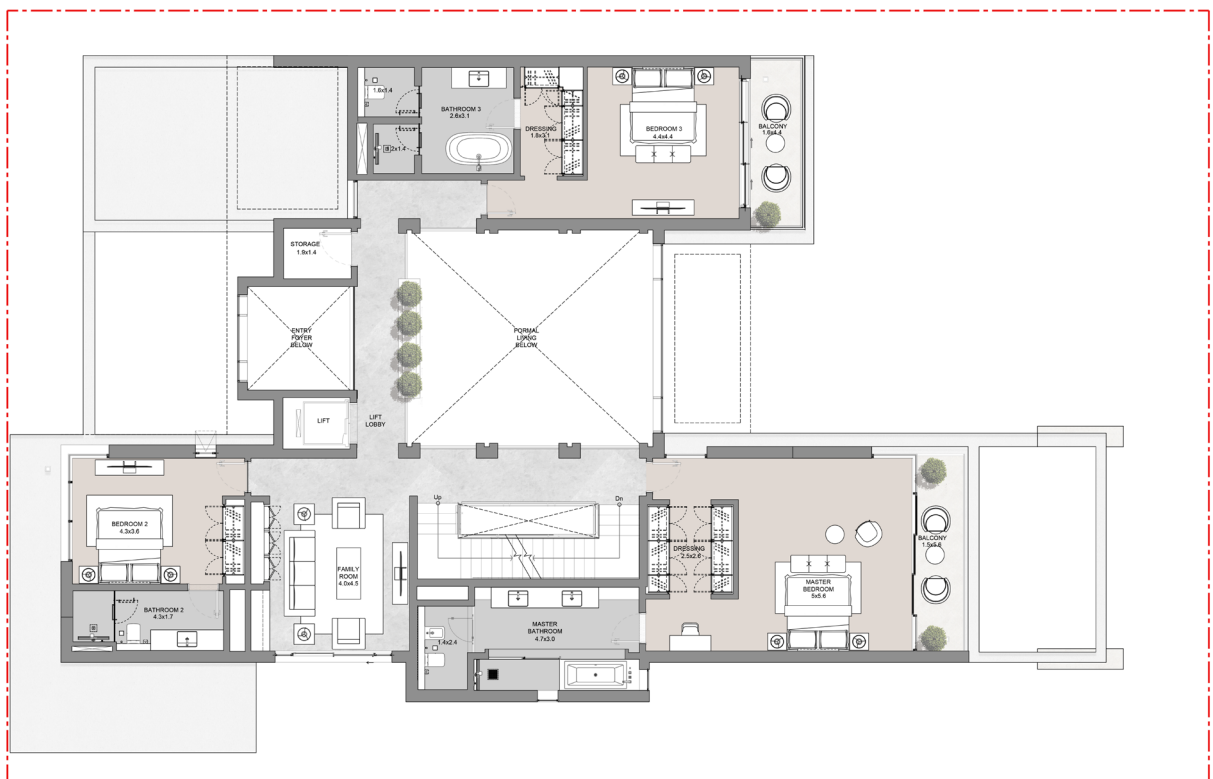 1.6x1.4
BATHROOM 3
2.6x3.1
DRESSING
1.8x3.1
BEDROOM 3
4.4x4.4
BALCONY
1.6x4.4
2x1.4
STORAGE
1.9x1.4
ENTRY
FOYER
BELOW
FORMAL
LIVING
BELOW
LIFT
LIFT
LOBBY
Up
Dn
BEDROOM 2
4.3x3.6
FAMILY
ROOM
4.0x4.5
DRESSING
2.5x2.6
BALCONY
1.5x5.6
MASTER
BEDROOM
5x5.6
BATHROOM 2
4.3x1.7
MASTER
BATHROOM
4.7x3.0
1.4x2.4